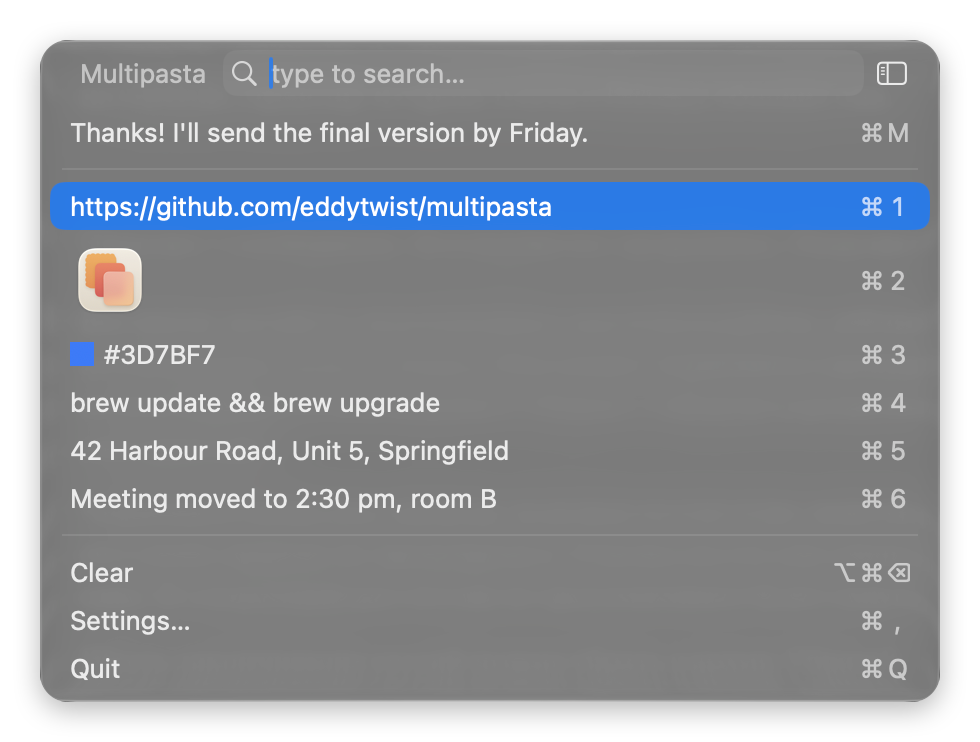 Multipasta type to search...
Thanks! I'll send the final version by Friday. ⌘M
https://github.com/eddytwist/multipasta ⌘ 1
⌘ 2
#3D7BF7 ⌘ 3
brew update && brew upgrade ⌘ 4
42 Harbour Road, Unit 5, Springfield ⌘ 5
Meeting moved to 2:30 pm, room B ⌘ 6
Clear ⌥⌘⌫
Settings... ⌘ ,
Quit ⌘Q